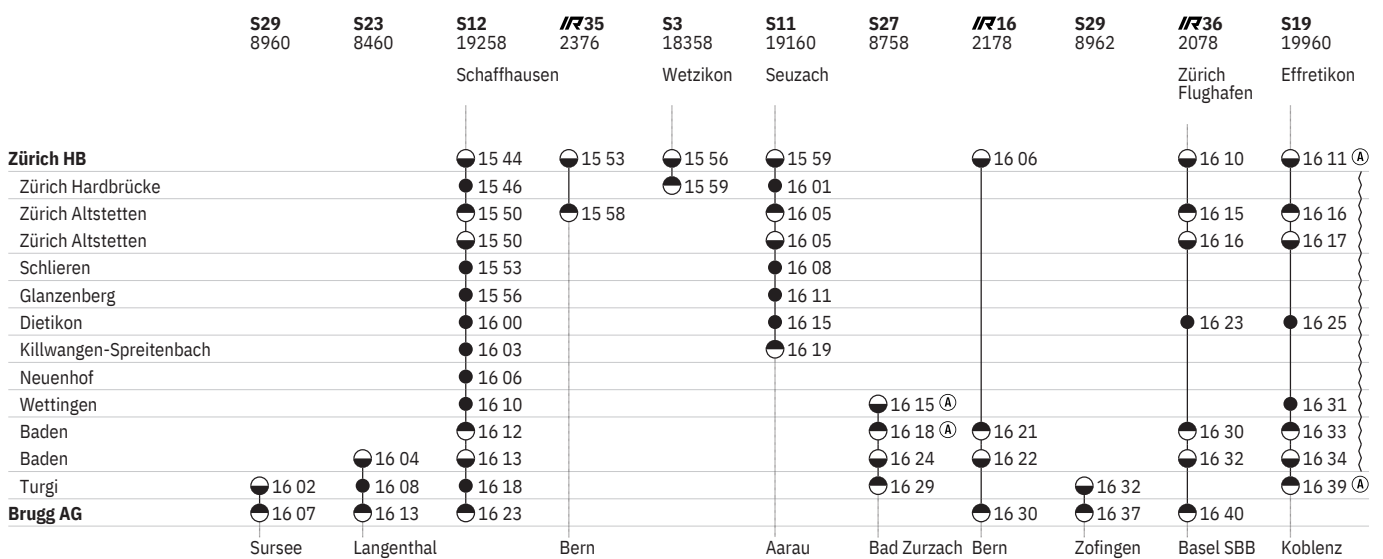 S29 S23 S12 IR35 S3 S11 S27 IR16 S29 IR36 S19
8960 8460 19258 2376 18358 19160 8758 2178 8962 2078 19960
Schaffhausen Wetzikon Seuzach Zürich Effretikon
Flughafen
Zürich HB 15 44 15 53 15 56 15 59 16 06 16 10 16 11 A
Zürich Hardbrücke 15 46 15 59 16 01
Zürich Altstetten 15 50 15 58 16 05 16 15 16 16
Zürich Altstetten 15 50 16 05 16 16 16 17
Schlieren 15 53 16 08
Glanzenberg 15 56 16 11
Dietikon 16 00 16 15 16 23 16 25
Killwangen-Spreitenbach 16 03 16 19
Neuenhof 16 06
Wettingen 16 10 16 15 A 16 31
Baden 16 12 16 18 A 16 21 16 30 16 33
Baden 16 04 16 13 16 24 16 22 16 32 16 34
Turgi 16 02 16 08 16 18 16 29 16 32 16 39 A
Brugg AG 16 07 16 13 16 23 16 30 16 37 16 40
Sursee Langenthal Bern Aarau Bad Zurzach Bern Zofingen Basel SBB Koblenz